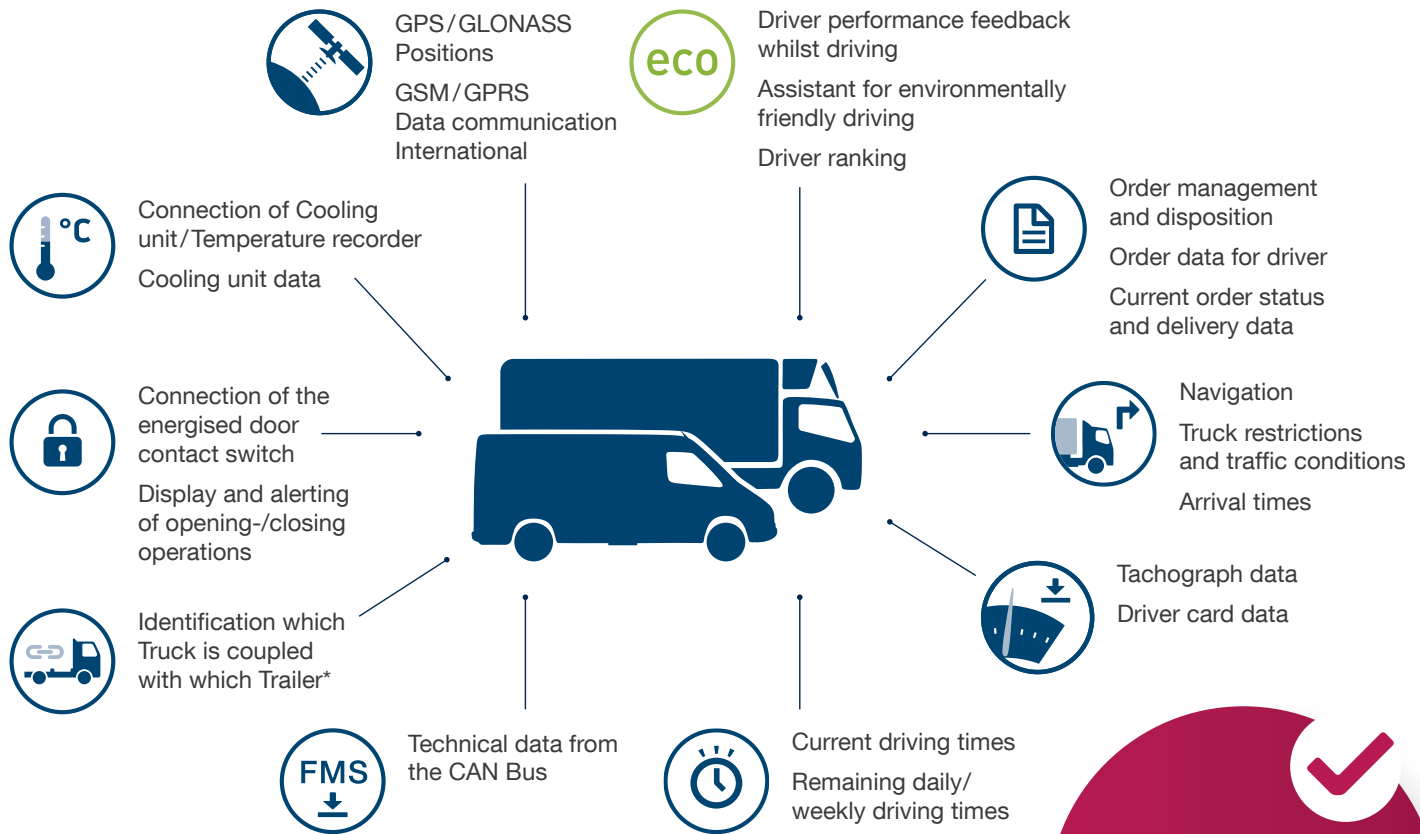 GPS/GLONASS
Positions
GSM/GPRS
Data communication
International
eco
Driver performance feedback
whilst driving
Assistant for environmentally
friendly driving
Driver ranking
°C
Connection of Cooling
unit/Temperature recorder
Cooling unit data
Order management
and disposition
Order data for driver
Current order status
and delivery data
Connection of the
energised door
contact switch
Display and alerting
of opening-/closing
operations
Navigation
Truck restrictions
and traffic conditions
Arrival times
Identification which
Truck is coupled
with which Trailer*
Tachograph data
Driver card data
FMS
Technical data from
the CAN Bus
Current driving times
Remaining daily/
weekly driving times